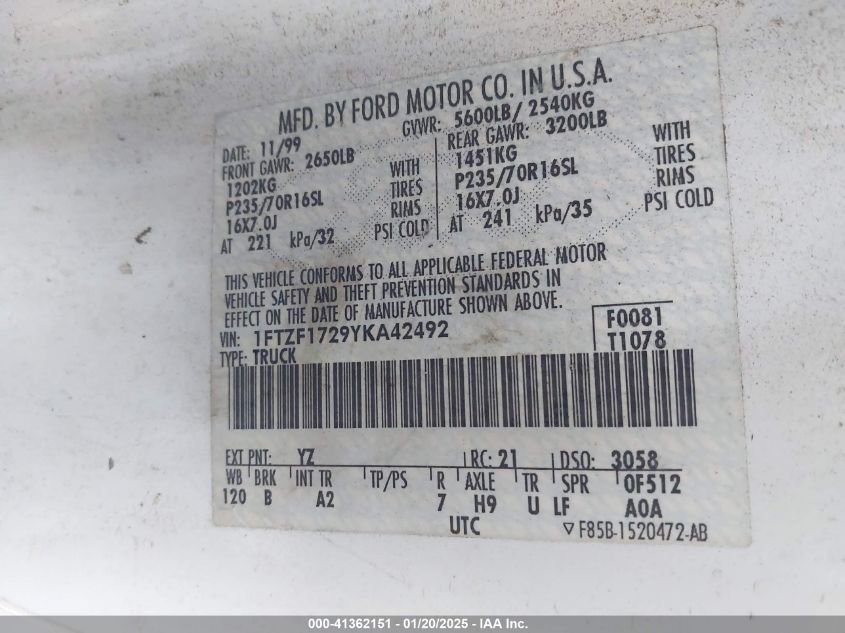 MFD. BY FORD MOTOR CO. IN U.S.A.
DATE: 11/99 GVWR: 5600LB/ 2540KG
FRONT GAWR: 2650LB REAR GAWR: 3200LB
1202KG WITH 1451KG WITH
P235/70R16SL TIRES P235/70R16SL TIRES
16X7.0J RIMS 16X7.0J RIMS
AT 221 kPa/32 PSI COLD AT 241 kPa/35 PSI COLD
THIS VEHICLE CONFORMS TO ALL APPLICABLE FEDERAL MOTOR
VEHICLE SAFETY AND THEFT PREVENTION STANDARDS IN
EFFECT ON THE DATE OF MANUFACTURE SHOWN ABOVE.
VIN: 1FTZF1729YKA42492 F0081
TYPE: TRUCK T1078
EXT PNT: YZ RC: 21 DSO: 3058
WB BRK INT TR TP/PS R AXLE TR SPR 0F512
120 B A2 7 H9 U LF A0A
UTC ▽ F85B-1520472-AB
000-41362151 — 01/20/2025 - IAA Inc.